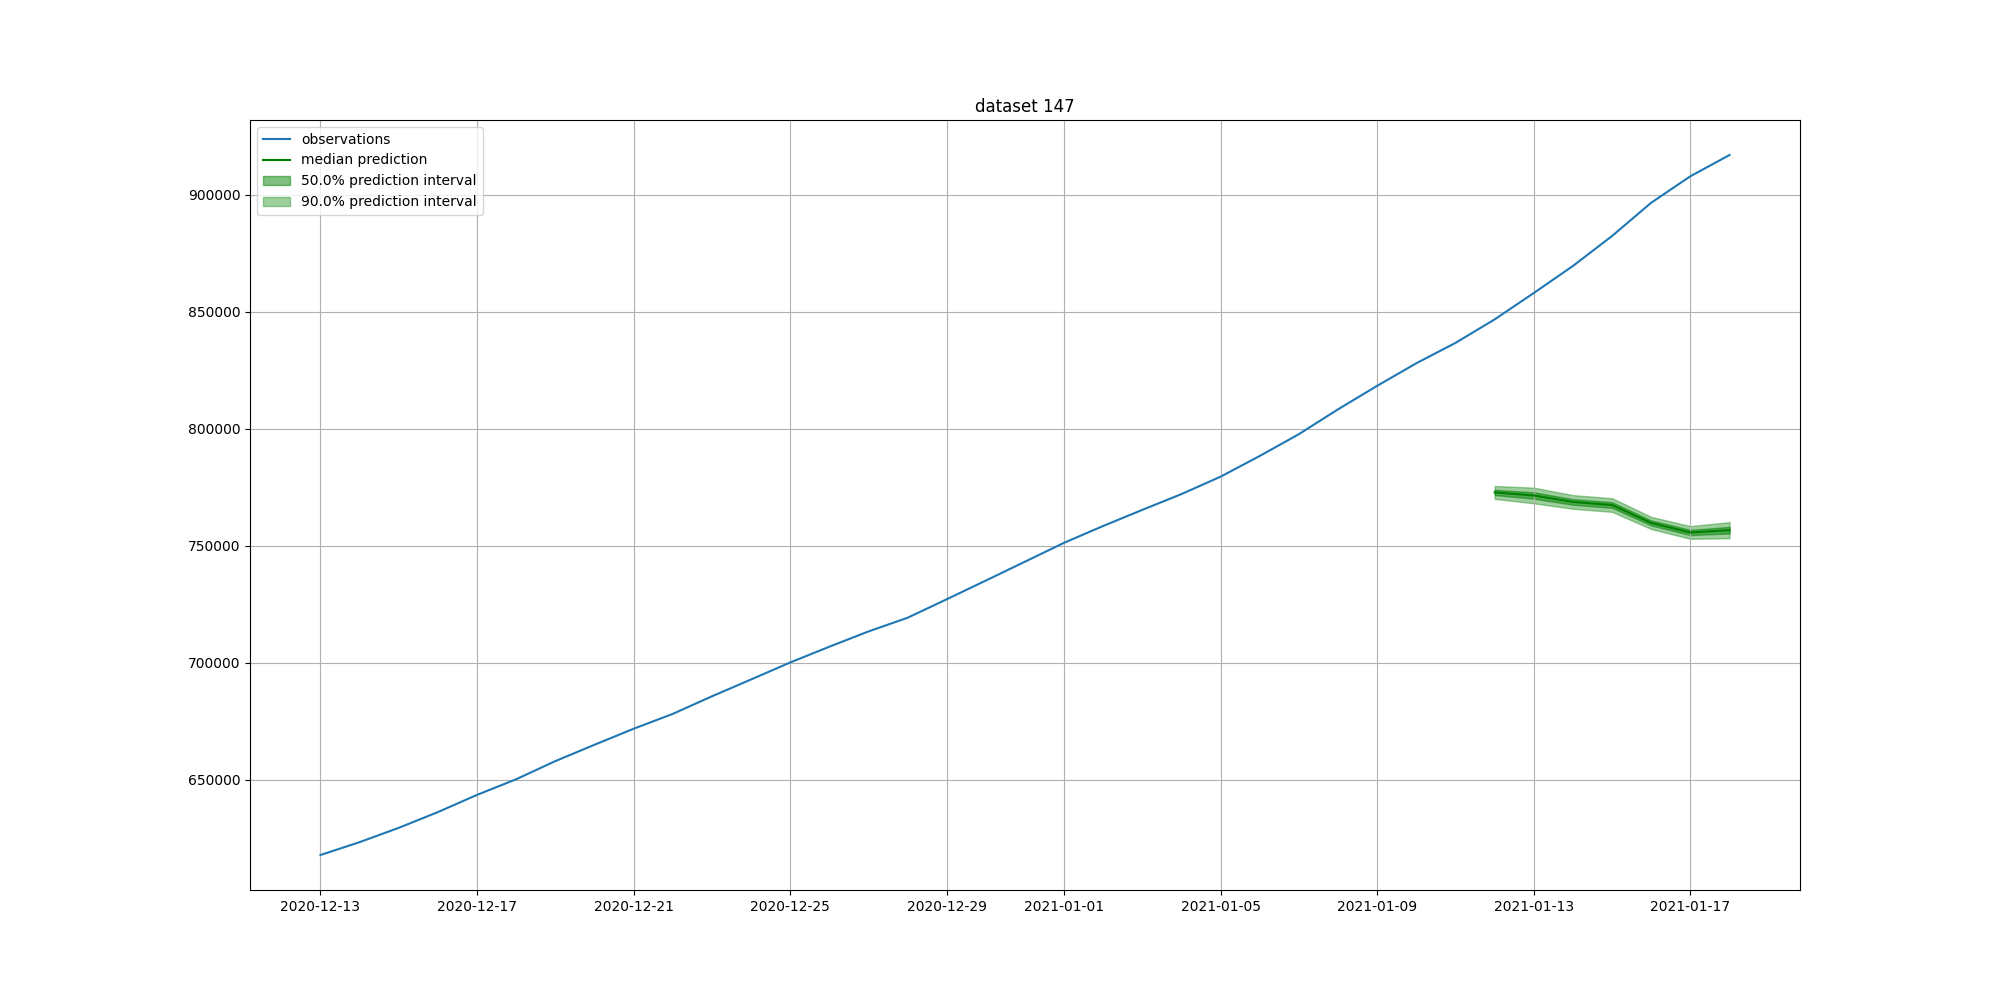 dataset 147
observations
median prediction
50.0% prediction interval
90.0% prediction interval
900000
850000
800000
750000
700000
650000
2020-12-13 2020-12-17 2020-12-21 2020-12-25 2020-12-29 2021-01-01 2021-01-05 2021-01-09 2021-01-13 2021-01-17